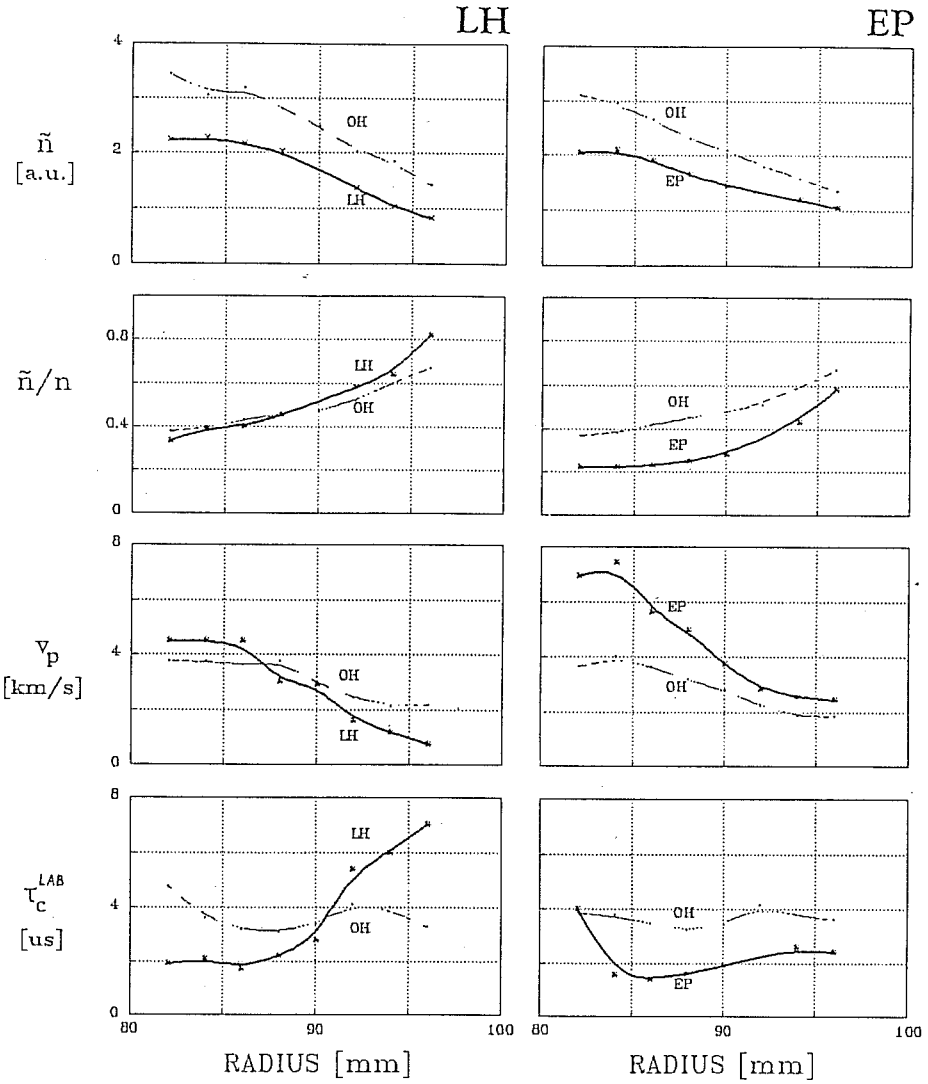 LH EP
4
ñ
[a.u.]
2
0
OH
LH
OH
EP
ñ/n
0.8
0.4
0
LH
OH
OH
EP
v̄p
[km/s]
8
4
0
OH
LH
EP
OH
τc LAB
[us]
8
4
0
LH
OH
OH
EP
80 90 100 80 90 100
RADIUS [mm] RADIUS [mm]